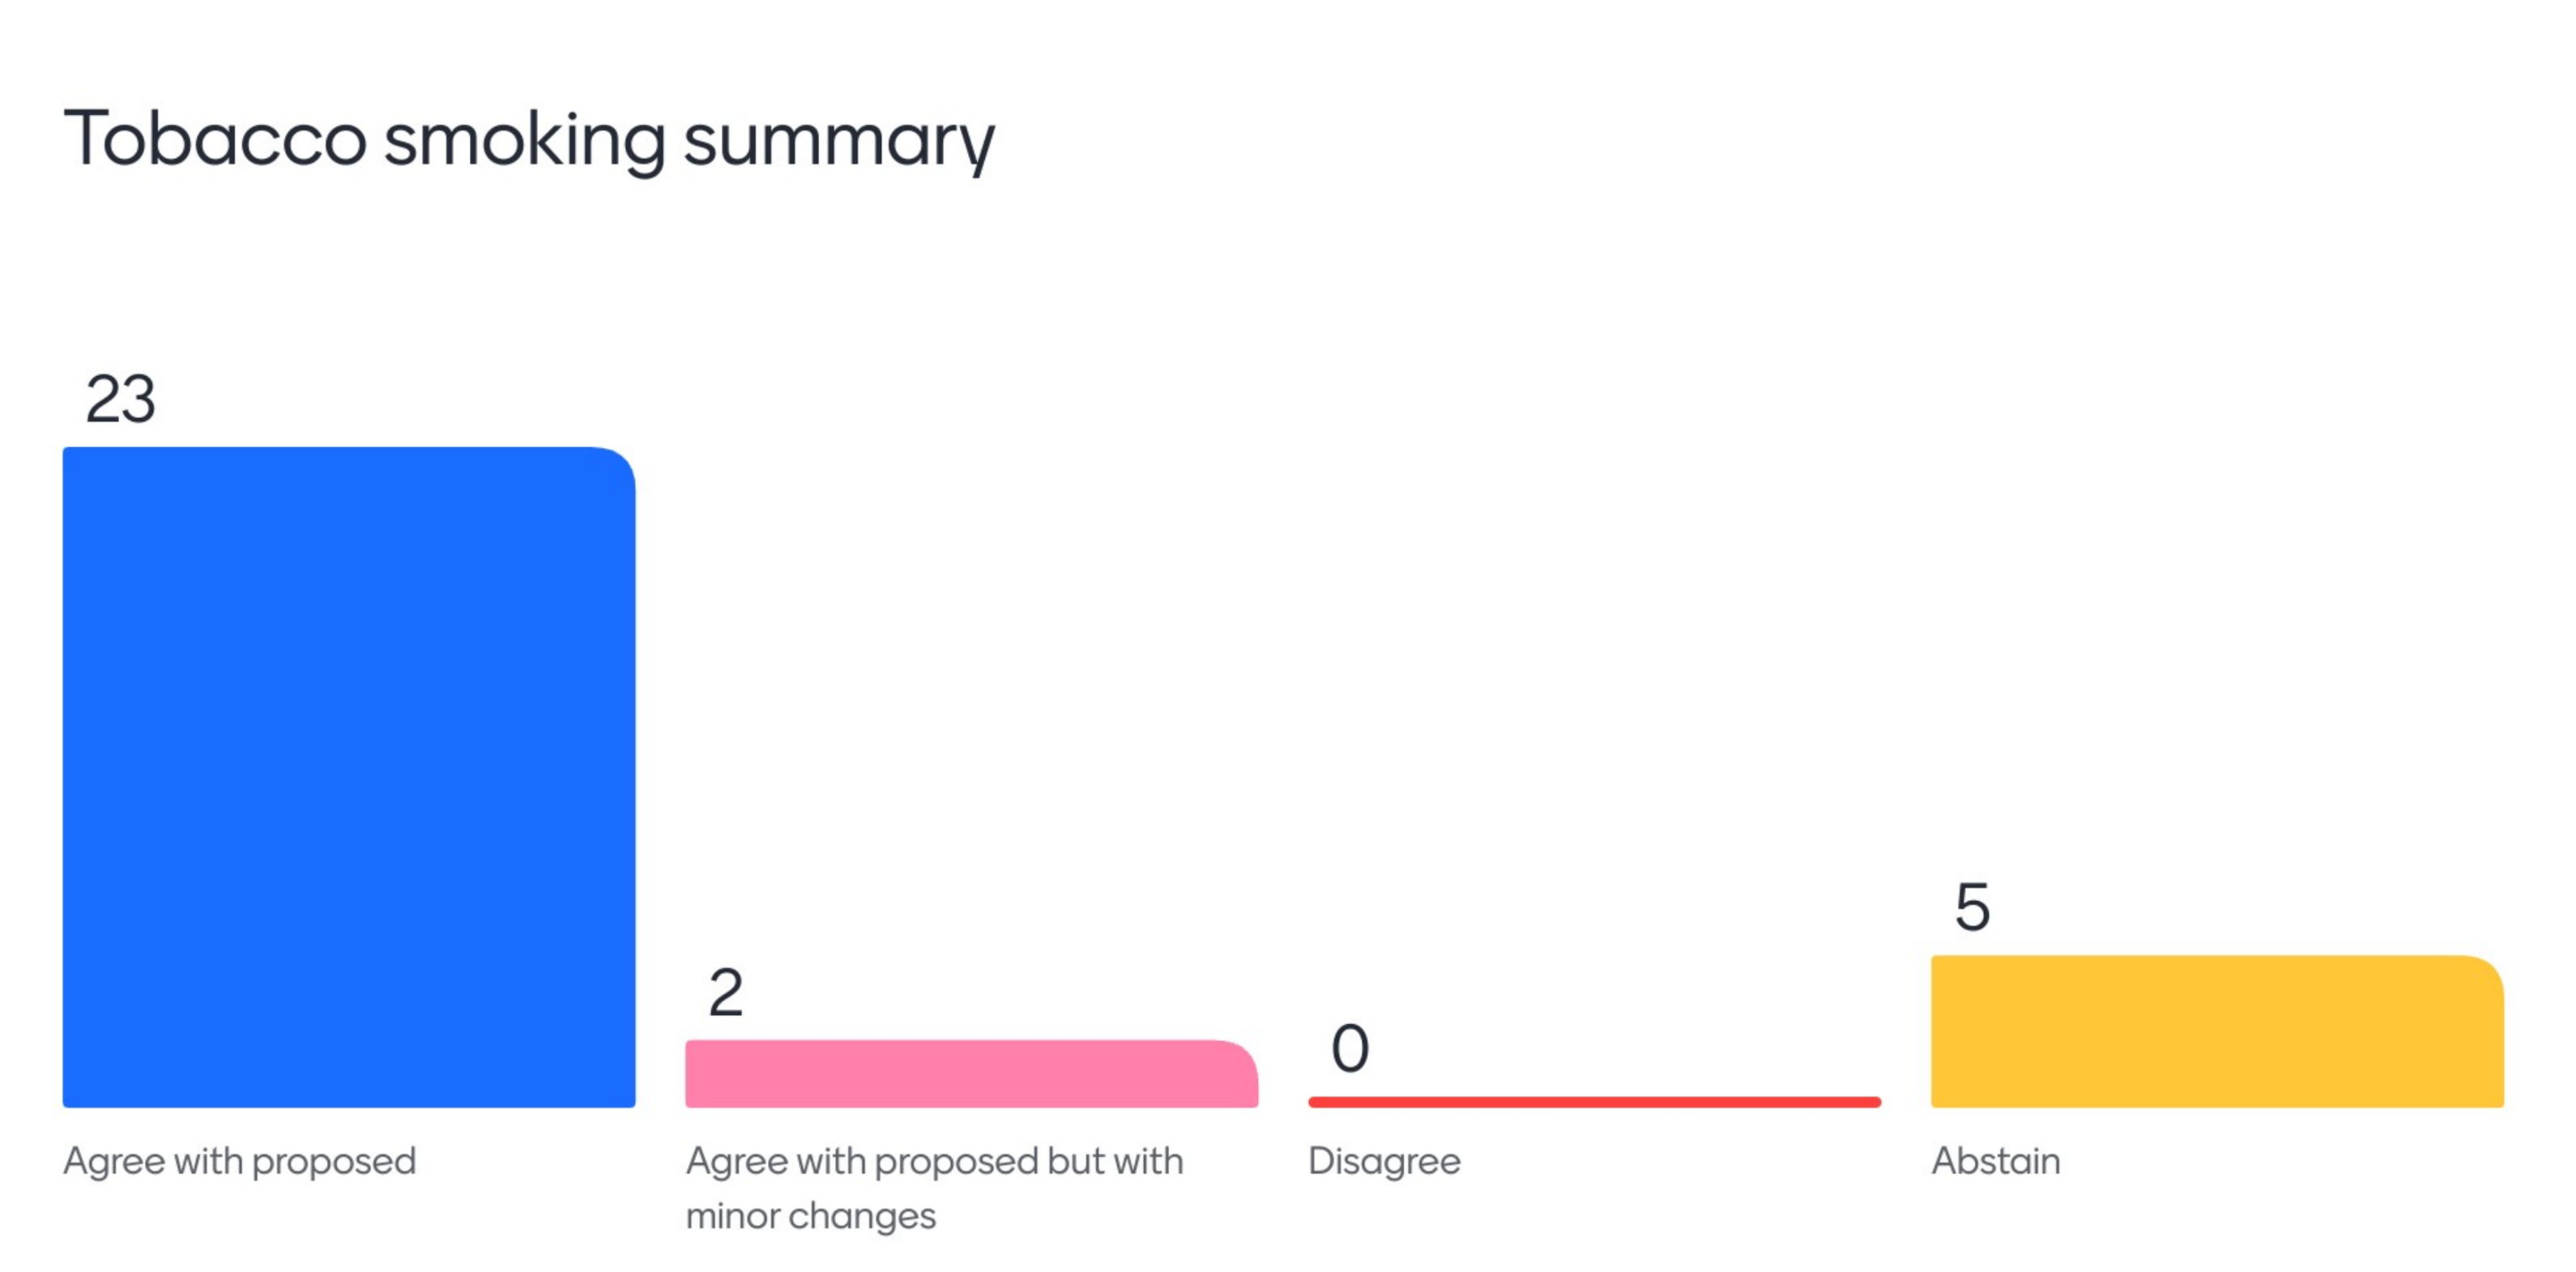 Tobacco smoking summary
23
2
0
5
Agree with proposed
Agree with proposed but with
minor changes
Disagree
Abstain